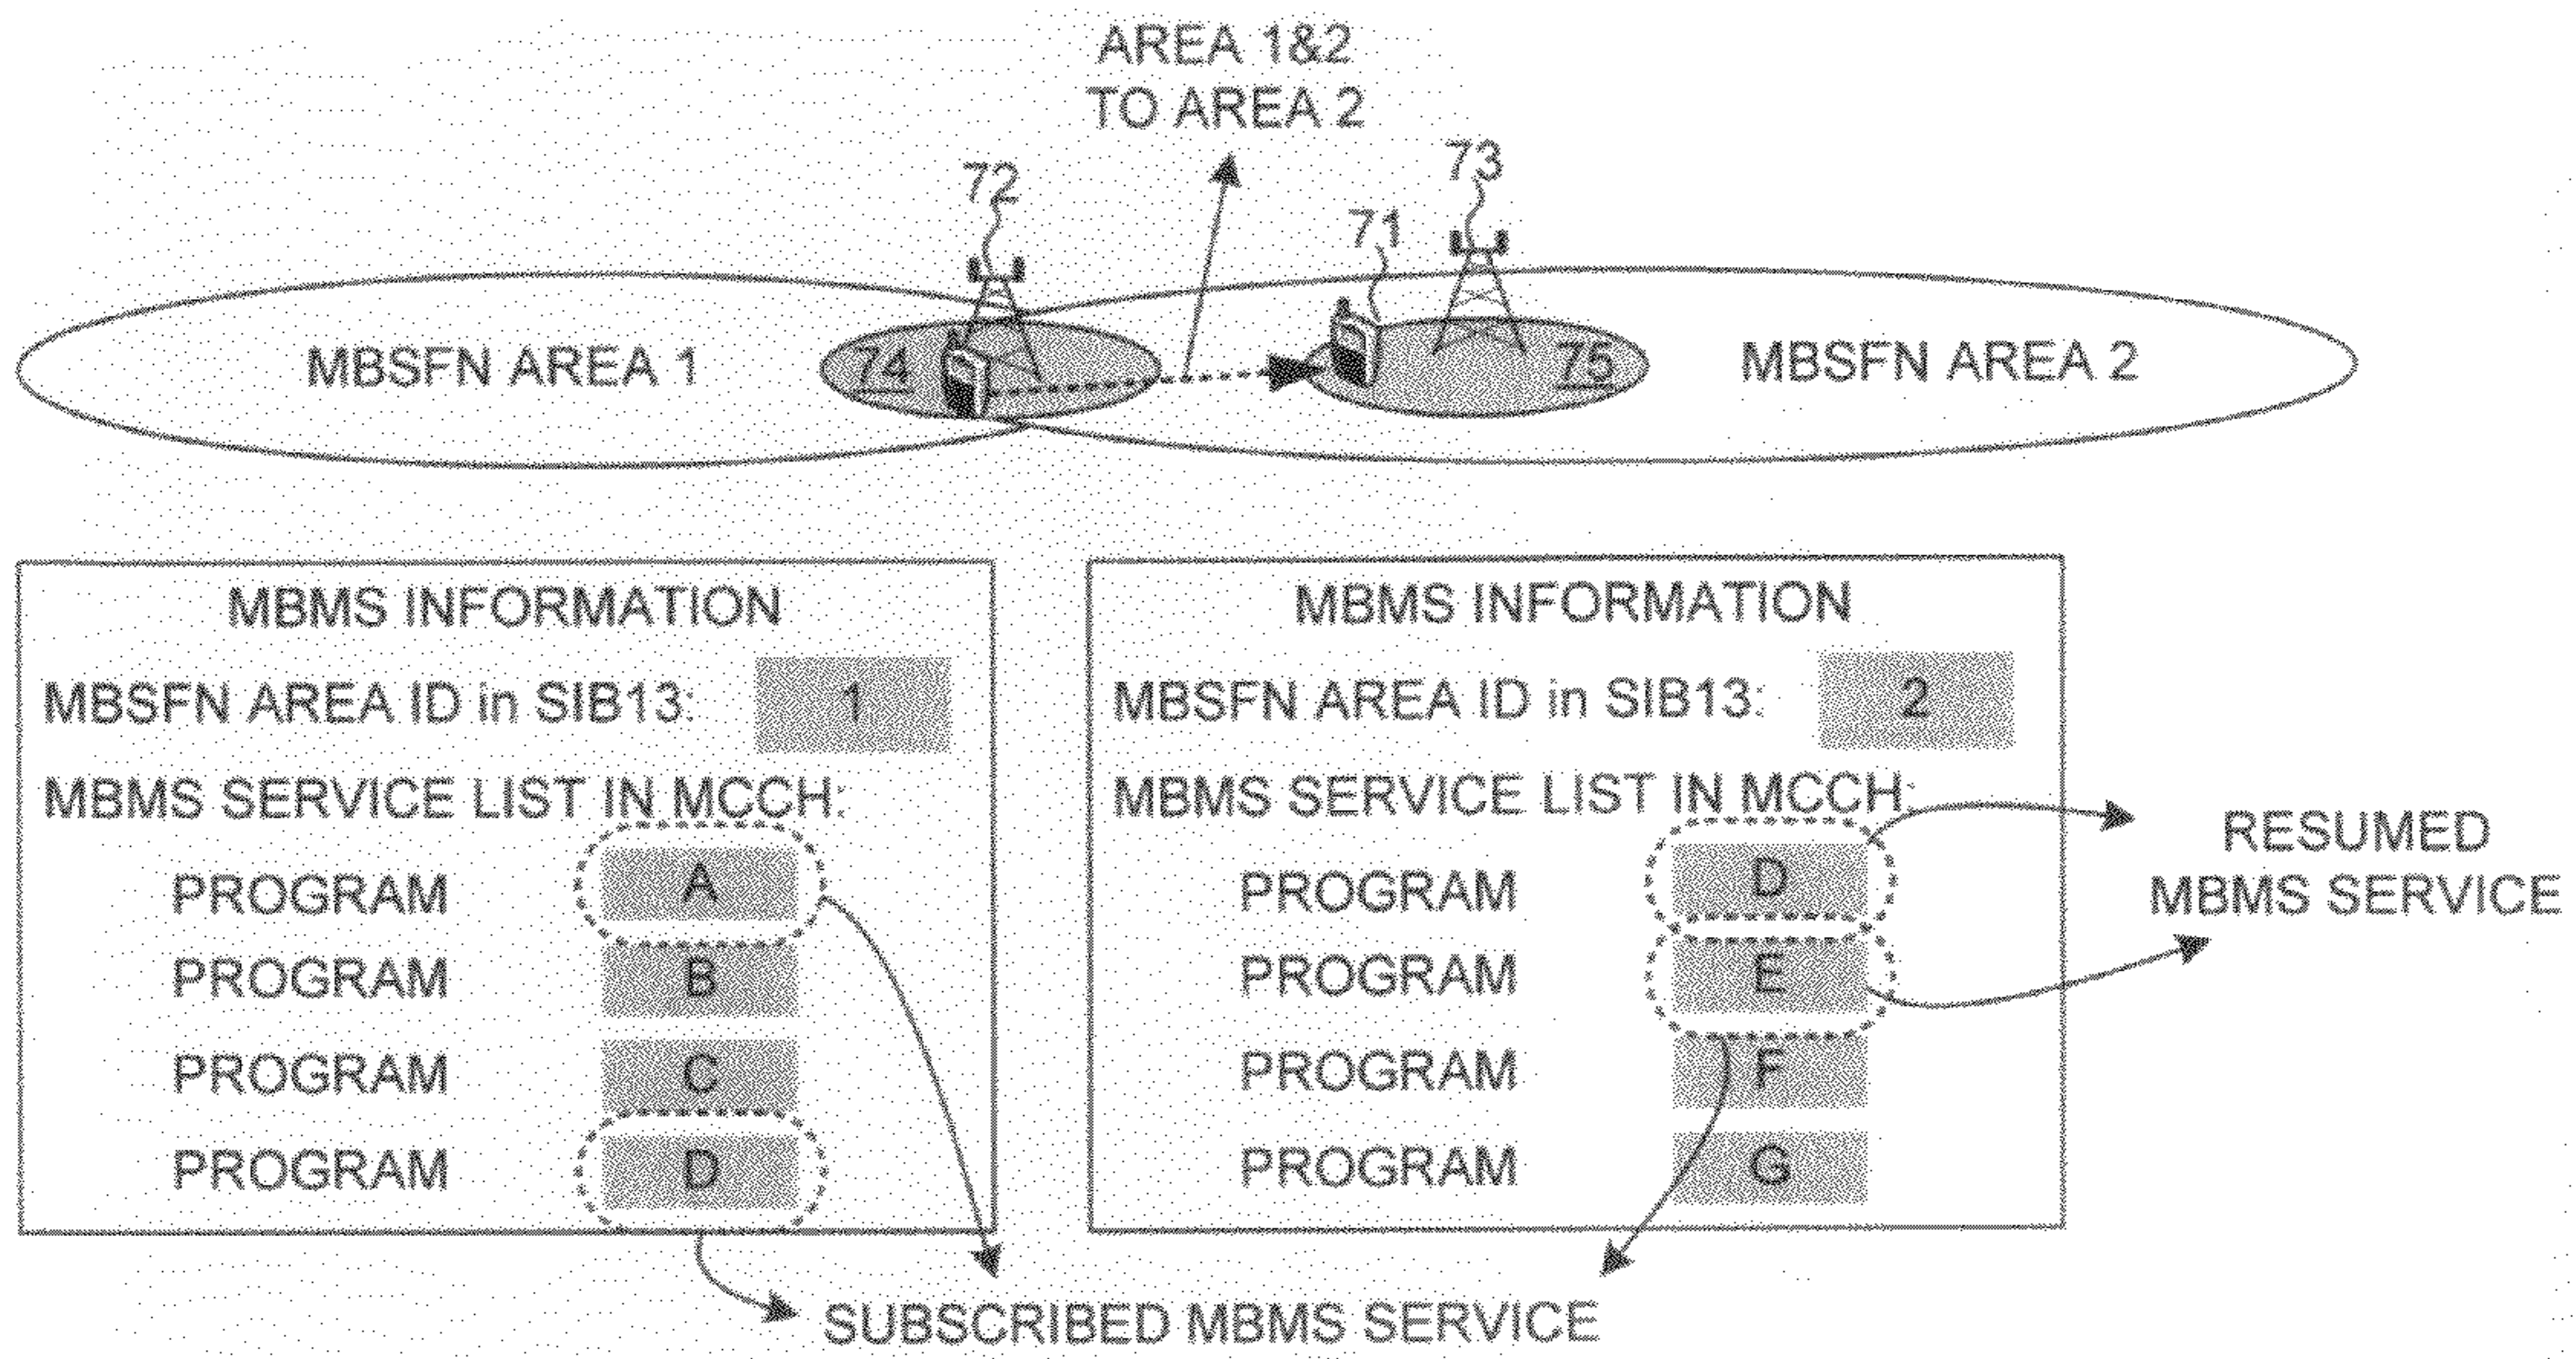 AREA 1&2
TO AREA 2
72
73
71
MBSFN AREA 1
74
75
MBSFN AREA 2
MBMS INFORMATION
MBSFN AREA ID in SIB13: 1
MBMS SERVICE LIST IN MCCH:
PROGRAM A
PROGRAM B
PROGRAM C
PROGRAM D
MBMS INFORMATION
MBSFN AREA ID in SIB13: 2
MBMS SERVICE LIST IN MCCH:
PROGRAM D
PROGRAM E
PROGRAM F
PROGRAM G
RESUMED
MBMS SERVICE
SUBSCRIBED MBMS SERVICE